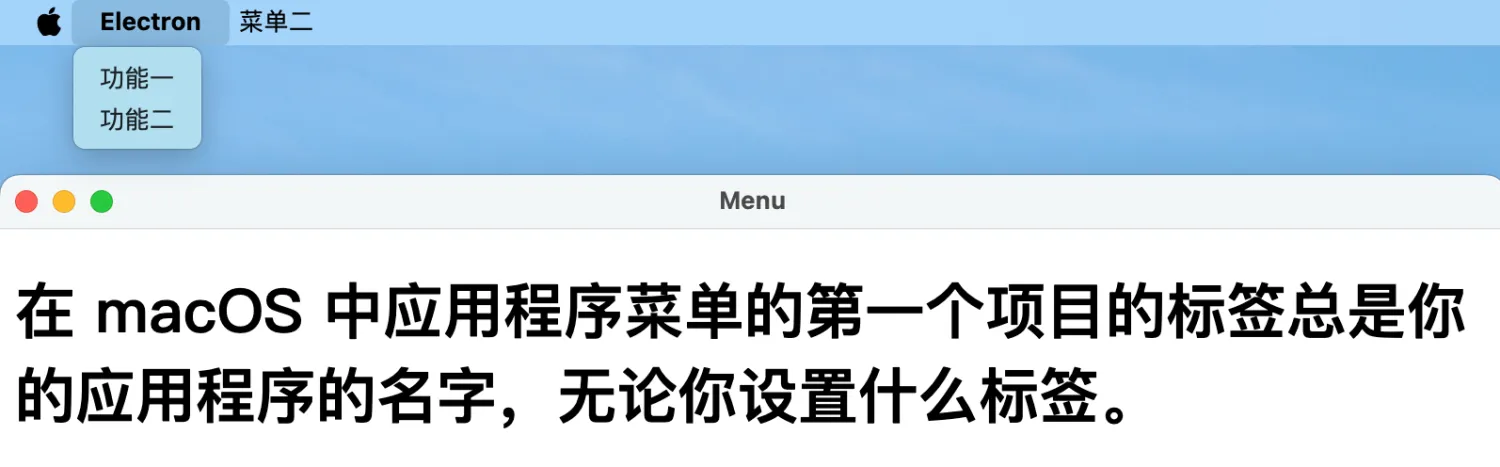 Electron 菜单二
功能一
功能二
Menu
在 macOS 中应用程序菜单的第一个项目的标签总是你
的应用程序的名字，无论你设置什么标签。